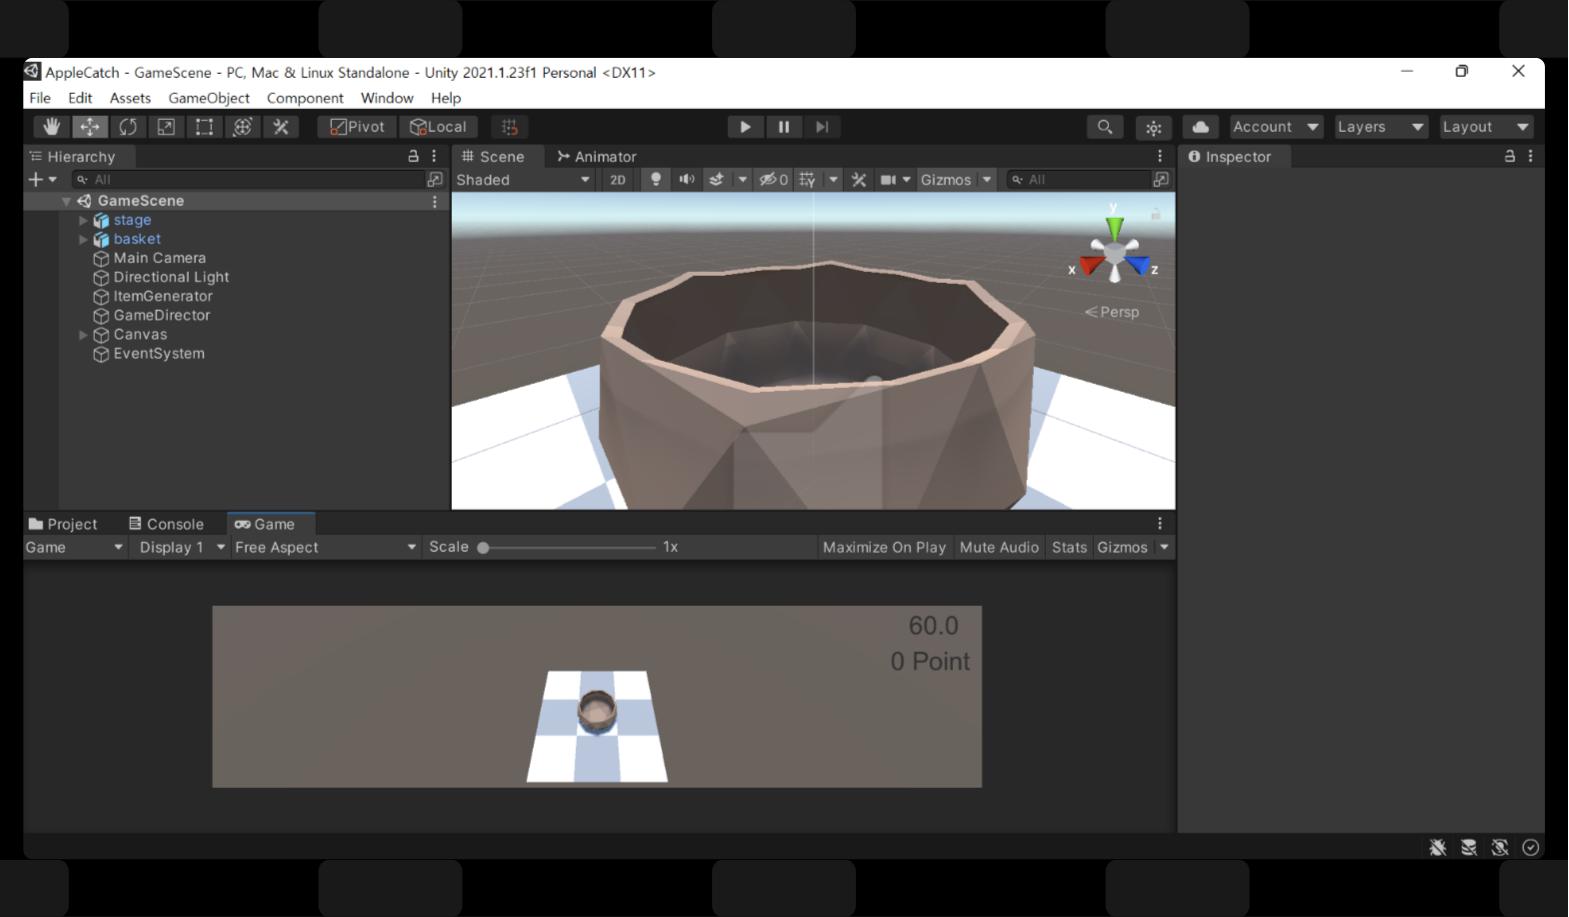 AppleCatch - GameScene - PC, Mac & Linux Standalone - Unity 2021.1.23f1 Personal <DX11>
File Edit Assets GameObject Component Window Help
Pivot Local Account Layers Layout
Hierarchy
All
GameScene
stage
basket
Main Camera
Directional Light
ItemGenerator
GameDirector
Canvas
EventSystem
Scene Animator
Shaded 2D 0 Gizmos All
y
x z
Persp
Inspector
Project Console Game
Game Display 1 Free Aspect Scale 1x Maximize On Play Mute Audio Stats Gizmos
60.0
0 Point